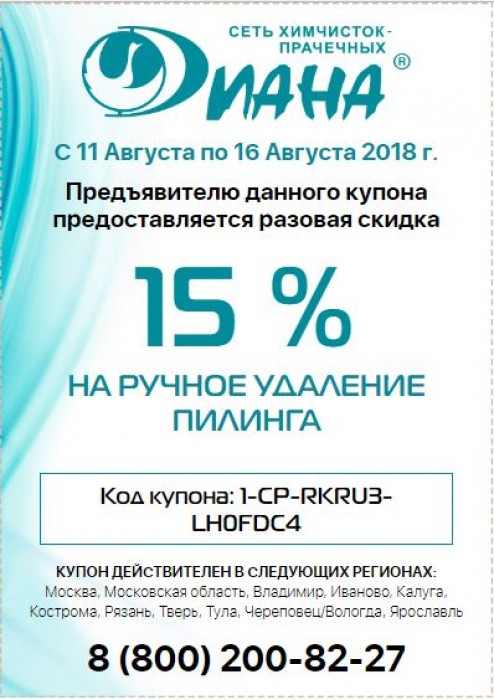 СЕТЬ ХИМЧИСТОК-
ПРАЧЕЧНЫХ
ДИАНА®
С 11 Августа по 16 Августа 2018 г.
Предъявителю данного купона
предоставляется разовая скидка
15 %
НА РУЧНОЕ УДАЛЕНИЕ
ПИЛИНГА
Код купона: 1-CP-RKRU3-
LH0FDC4
КУПОН ДЕЙСТВИТЕЛЕН В СЛЕДУЮЩИХ РЕГИОНАХ:
Москва, Московская область, Владимир, Иваново, Калуга,
Кострома, Рязань, Тверь, Тула, Череповец/Вологда, Ярославль
8 (800) 200-82-27